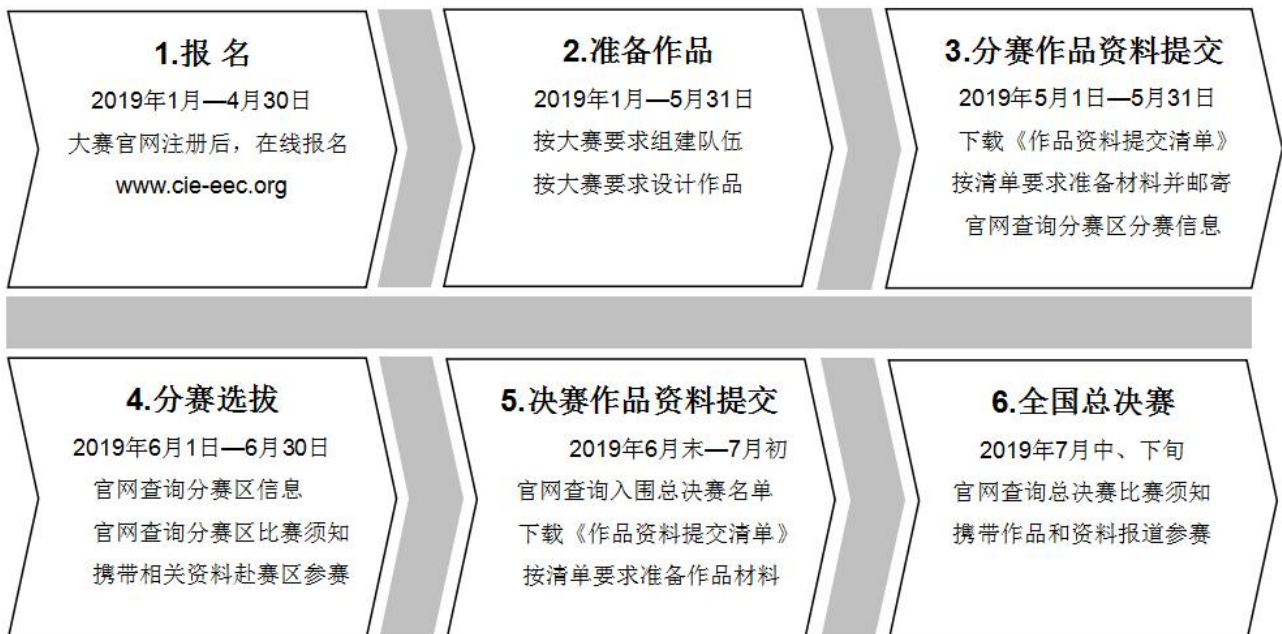 1.报 名
2019年1月—4月30日
大赛官网注册后，在线报名
www.cie-eec.org
2.准备作品
2019年1月—5月31日
按大赛要求组建队伍
按大赛要求设计作品
3.分赛作品资料提交
2019年5月1日—5月31日
下载《作品资料提交清单》
按清单要求准备材料并邮寄
官网查询分赛区分赛信息
4.分赛选拔
2019年6月1日—6月30日
官网查询分赛区信息
官网查询分赛区比赛须知
携带相关资料赴赛区参赛
5.决赛作品资料提交
2019年6月末—7月初
官网查询入围总决赛名单
下载《作品资料提交清单》
按清单要求准备作品材料
6.全国总决赛
2019年7月中、下旬
官网查询总决赛比赛须知
携带作品和资料报道参赛